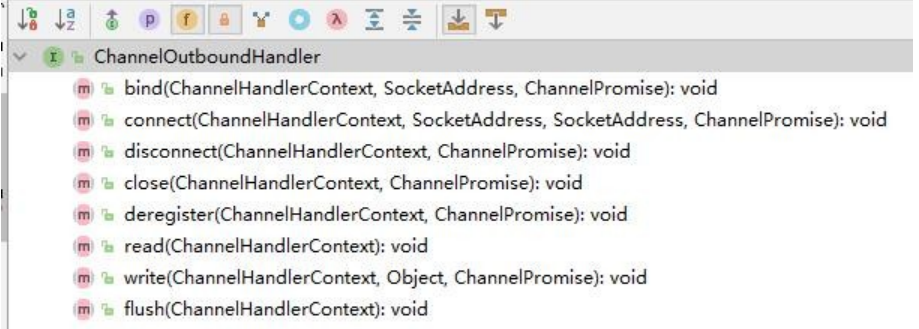 ChannelOutboundHandler
bind(ChannelHandlerContext, SocketAddress, ChannelPromise): void
connect(ChannelHandlerContext, SocketAddress, SocketAddress, ChannelPromise): void
disconnect(ChannelHandlerContext, ChannelPromise): void
close(ChannelHandlerContext, ChannelPromise): void
deregister(ChannelHandlerContext, ChannelPromise): void
read(ChannelHandlerContext): void
write(ChannelHandlerContext, Object, ChannelPromise): void
flush(ChannelHandlerContext): void